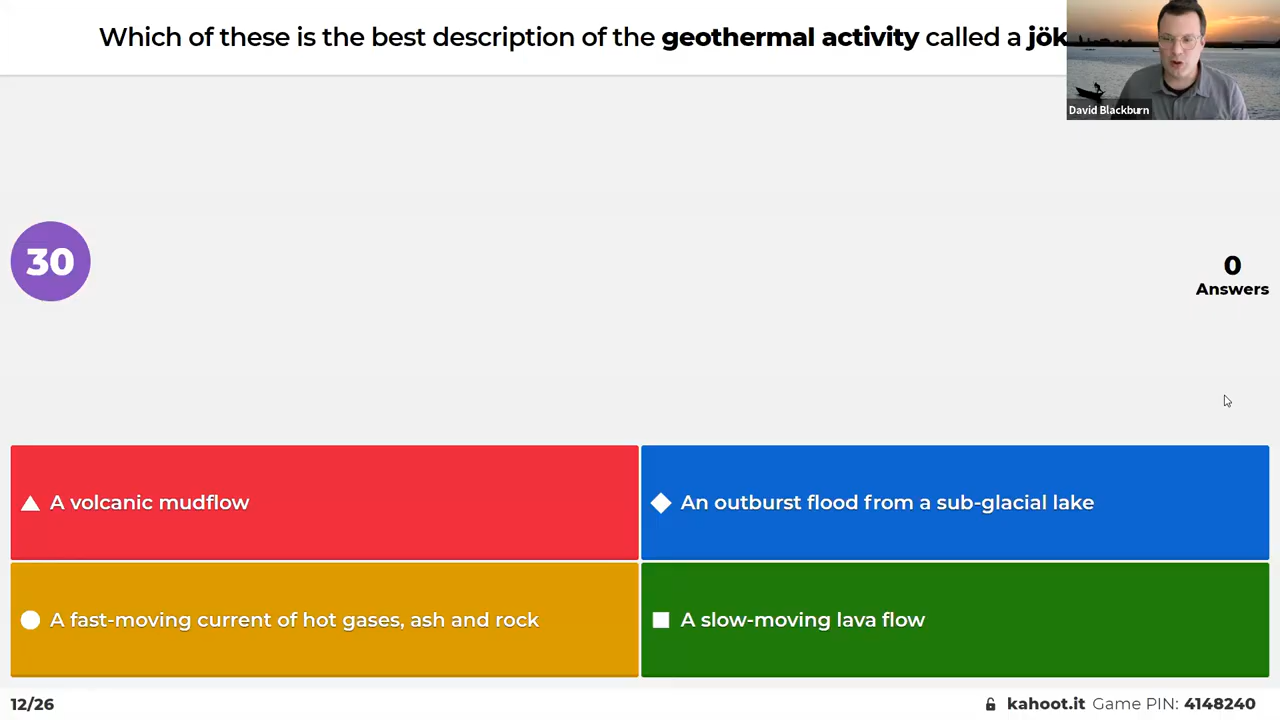 Which of these is the best description of the geothermal activity called a jök
David Blackburn
30
0
Answers
A volcanic mudflow
An outburst flood from a sub-glacial lake
A fast-moving current of hot gases, ash and rock
A slow-moving lava flow
12/26
kahoot.it Game PIN: 4148240